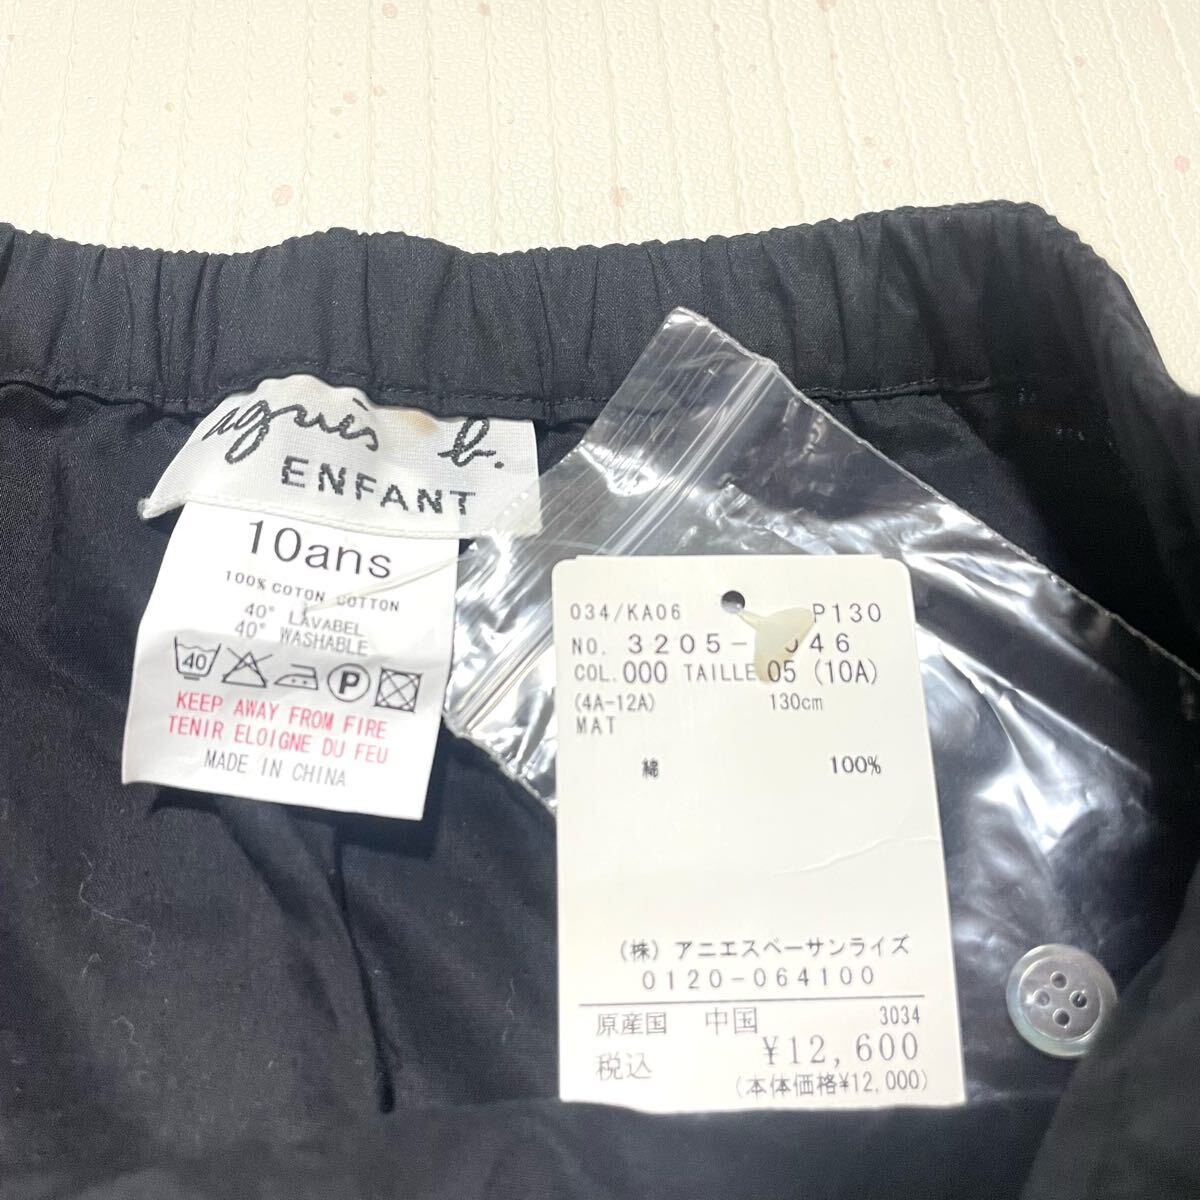 agnès b.
ENFANT
10ans
100% COTON COTTON
40° LAVABEL
40° WASHABLE
40 P
KEEP AWAY FROM FIRE
TENIR ELOIGNE DU FEU
MADE IN CHINA
034/KA06 P130
NO. 3205- 046
COL. 000 TAILLE 05 (10A)
(4A-12A) 130cm
MAT
綿 100%
(株) アニエスベーサンライズ
0120-064100
原産国 中国 3034
税込 ¥12,600
(本体価格¥12,000)